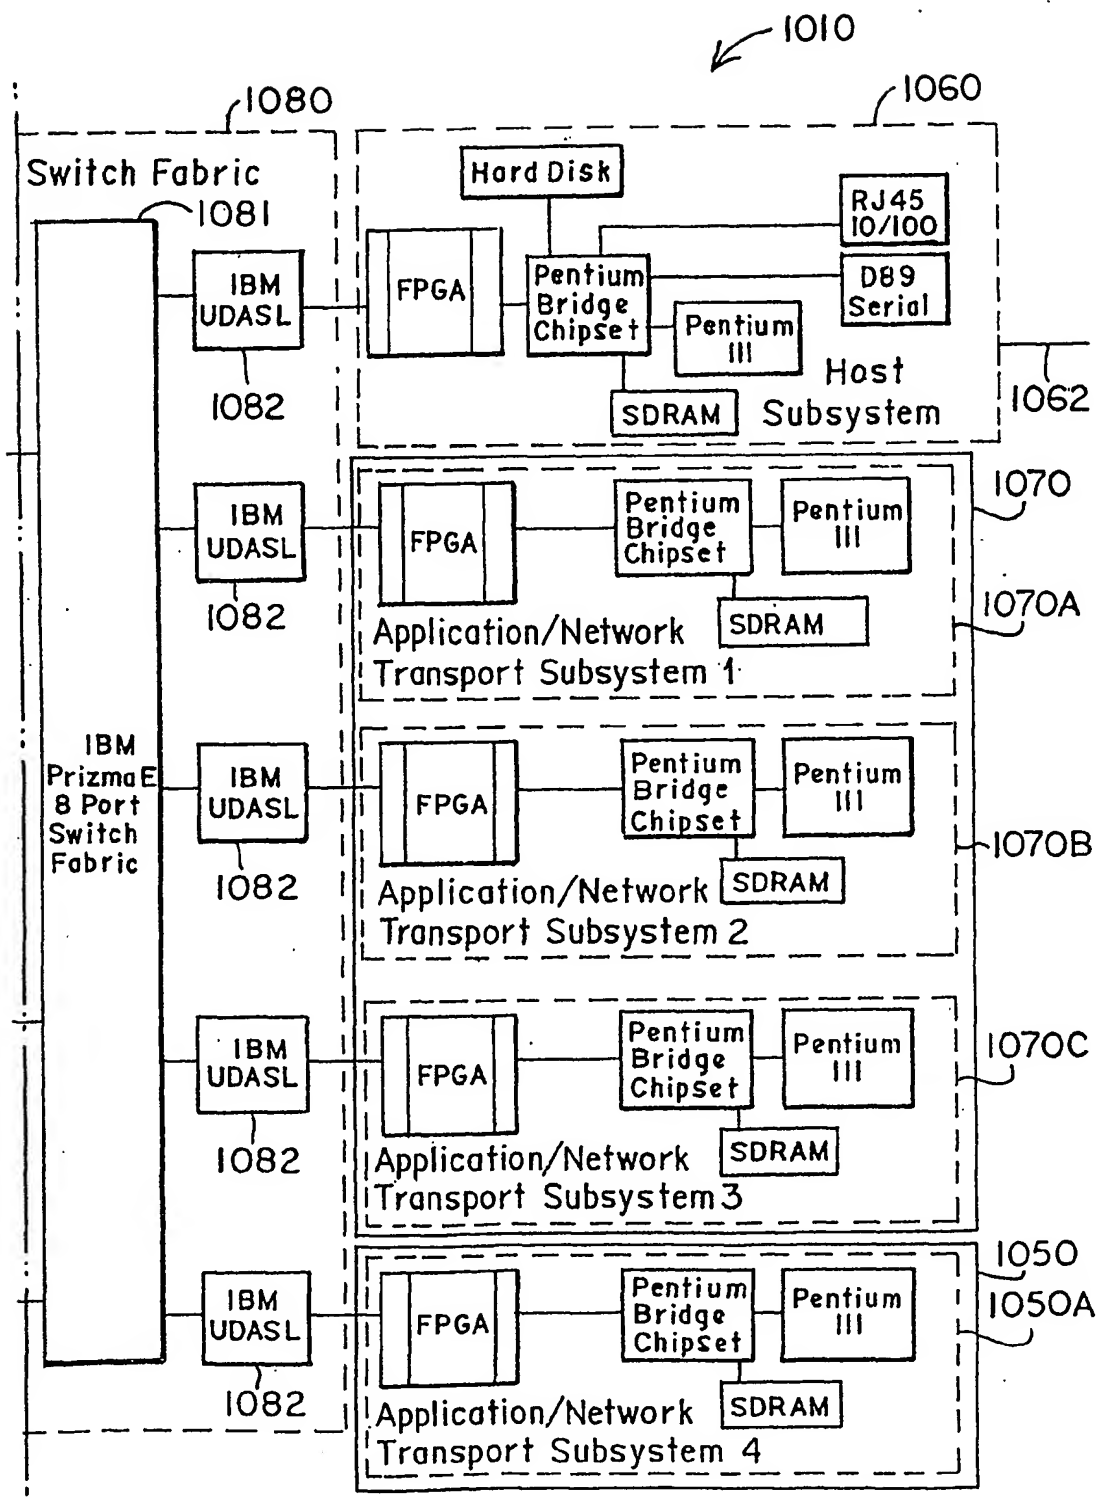 1010
1080
1060
Switch Fabric
1081
Hard Disk
RJ45
10/100
IBM
UDASL
FPGA
Pentium
Bridge
Chipset
D89
Serial
Pentium
III
1082
SDRAM
Host
Subsystem
1062
IBM
UDASL
FPGA
Pentium
Bridge
Chipset
Pentium
III
1070
1082
SDRAM
1070A
Application/Network
Transport Subsystem 1
IBM
PrizmaE
8 Port
Switch
Fabric
IBM
UDASL
FPGA
Pentium
Bridge
Chipset
Pentium
III
1070B
1082
SDRAM
Application/Network
Transport Subsystem 2
IBM
UDASL
FPGA
Pentium
Bridge
Chipset
Pentium
III
1070C
1082
SDRAM
Application/Network
Transport Subsystem 3
1050
IBM
UDASL
FPGA
Pentium
Bridge
Chipset
Pentium
III
1050A
1082
SDRAM
Application/Network
Transport Subsystem 4